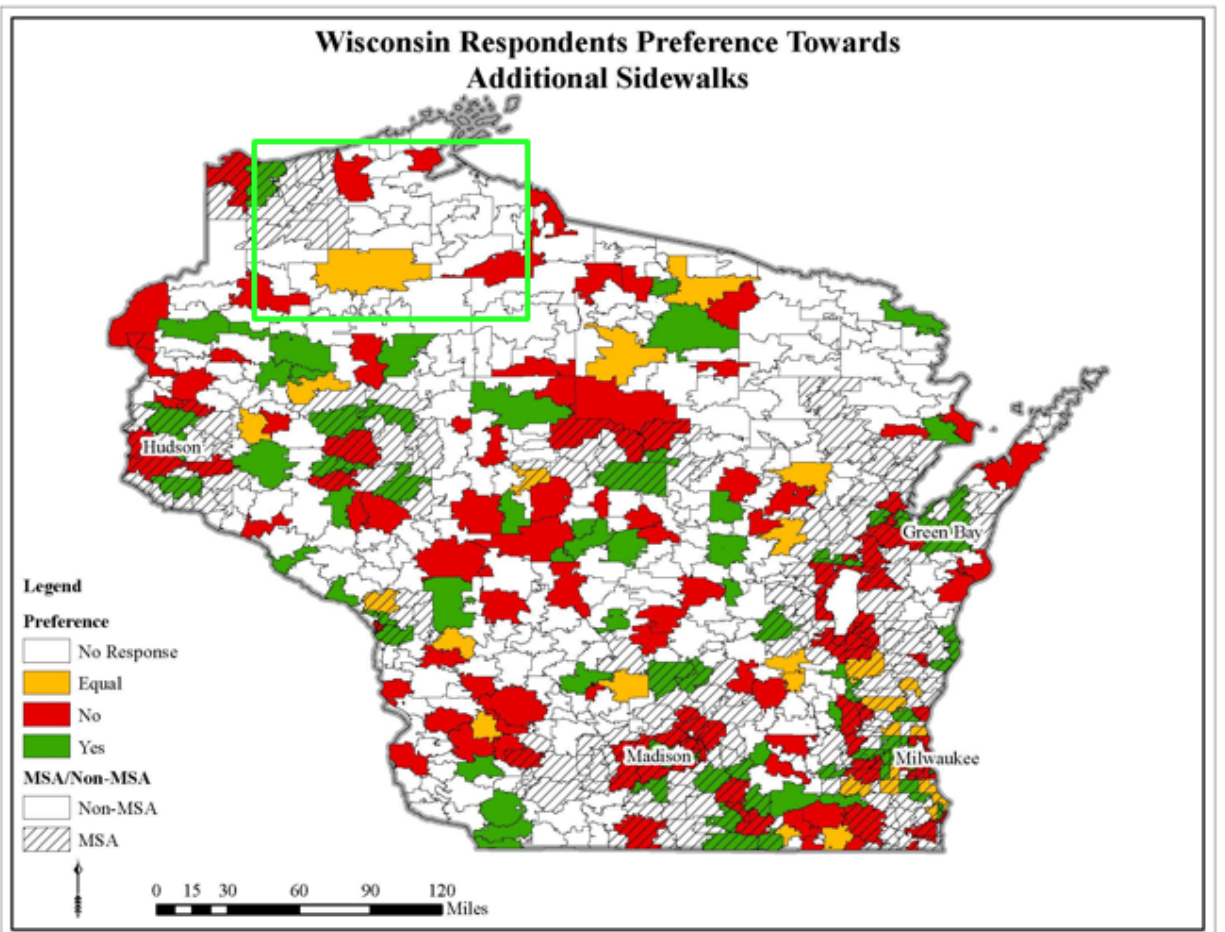 Wisconsin Respondents Preference Towards
Additional Sidewalks
Hudson
Green Bay
Madison
Milwaukee
Legend
Preference
No Response
Equal
No
Yes
MSA/Non-MSA
Non-MSA
MSA
0 15 30 60 90 120
Miles